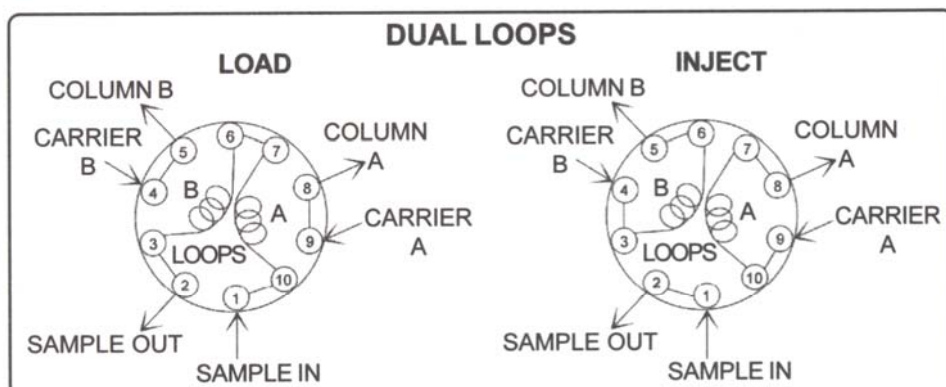 DUAL LOOPS
LOAD
INJECT
COLUMN B
CARRIER
B
COLUMN
A
CARRIER
A
5
6
7
4
8
B
A
3
9
LOOPS
2
10
1
SAMPLE OUT
SAMPLE IN
COLUMN B
CARRIER
B
COLUMN
A
CARRIER
A
5
6
7
4
8
B
A
3
9
LOOPS
2
10
1
SAMPLE OUT
SAMPLE IN